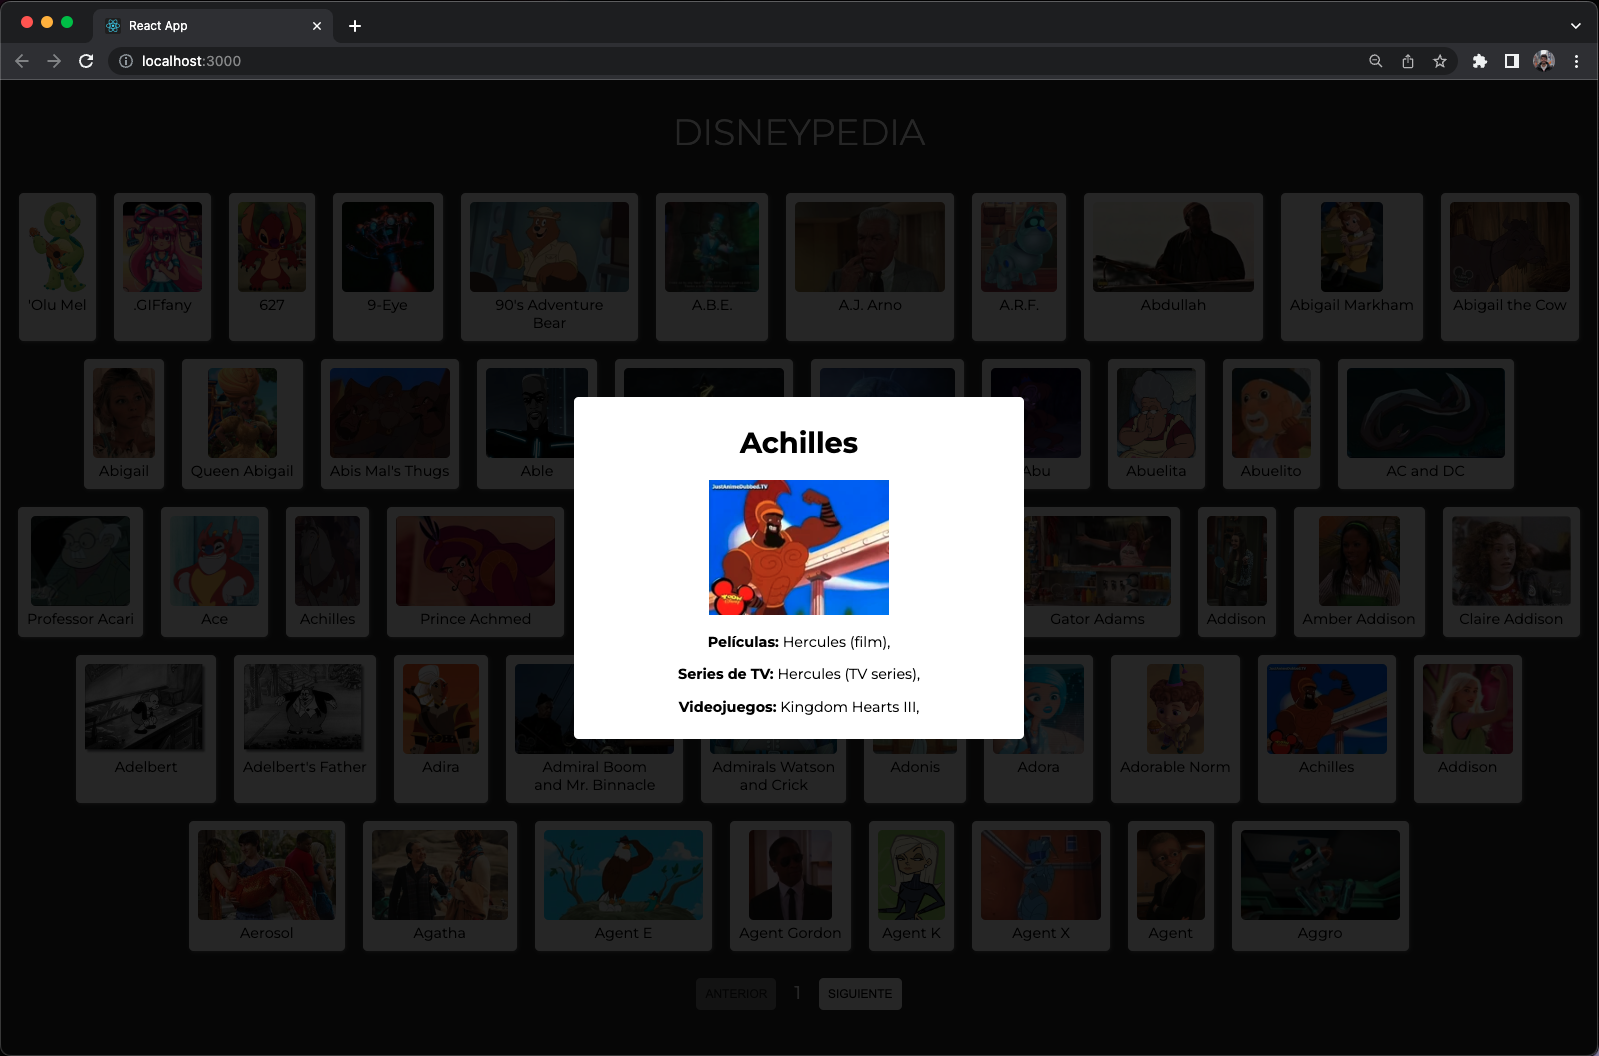 React App
localhost:3000
DISNEYPEDIA
'Olu Mel
.GIFfany
627
9-Eye
90's Adventure
Bear
A.B.E.
A.J. Arno
A.R.F.
Abdullah
Abigail Markham
Abigail the Cow
Abigail
Queen Abigail
Abis Mal's Thugs
Able
Abu
Abuelita
Abuelito
AC and DC
Achilles
JustAnimeDubbed.TV
TOON
Disney
Películas: Hercules (film),
Series de TV: Hercules (TV series),
Videojuegos: Kingdom Hearts III,
Professor Acari
Ace
Achilles
Prince Achmed
Gator Adams
Addison
Amber Addison
Claire Addison
Adelbert
Adelbert's Father
Adira
Admiral Boom
and Mr. Binnacle
Admirals Watson
and Crick
Adonis
Adora
Adorable Norm
Achilles
Addison
Aerosol
Agatha
Agent E
Agent Gordon
Agent K
Agent X
Agent
Aggro
ANTERIOR
1
SIGUIENTE